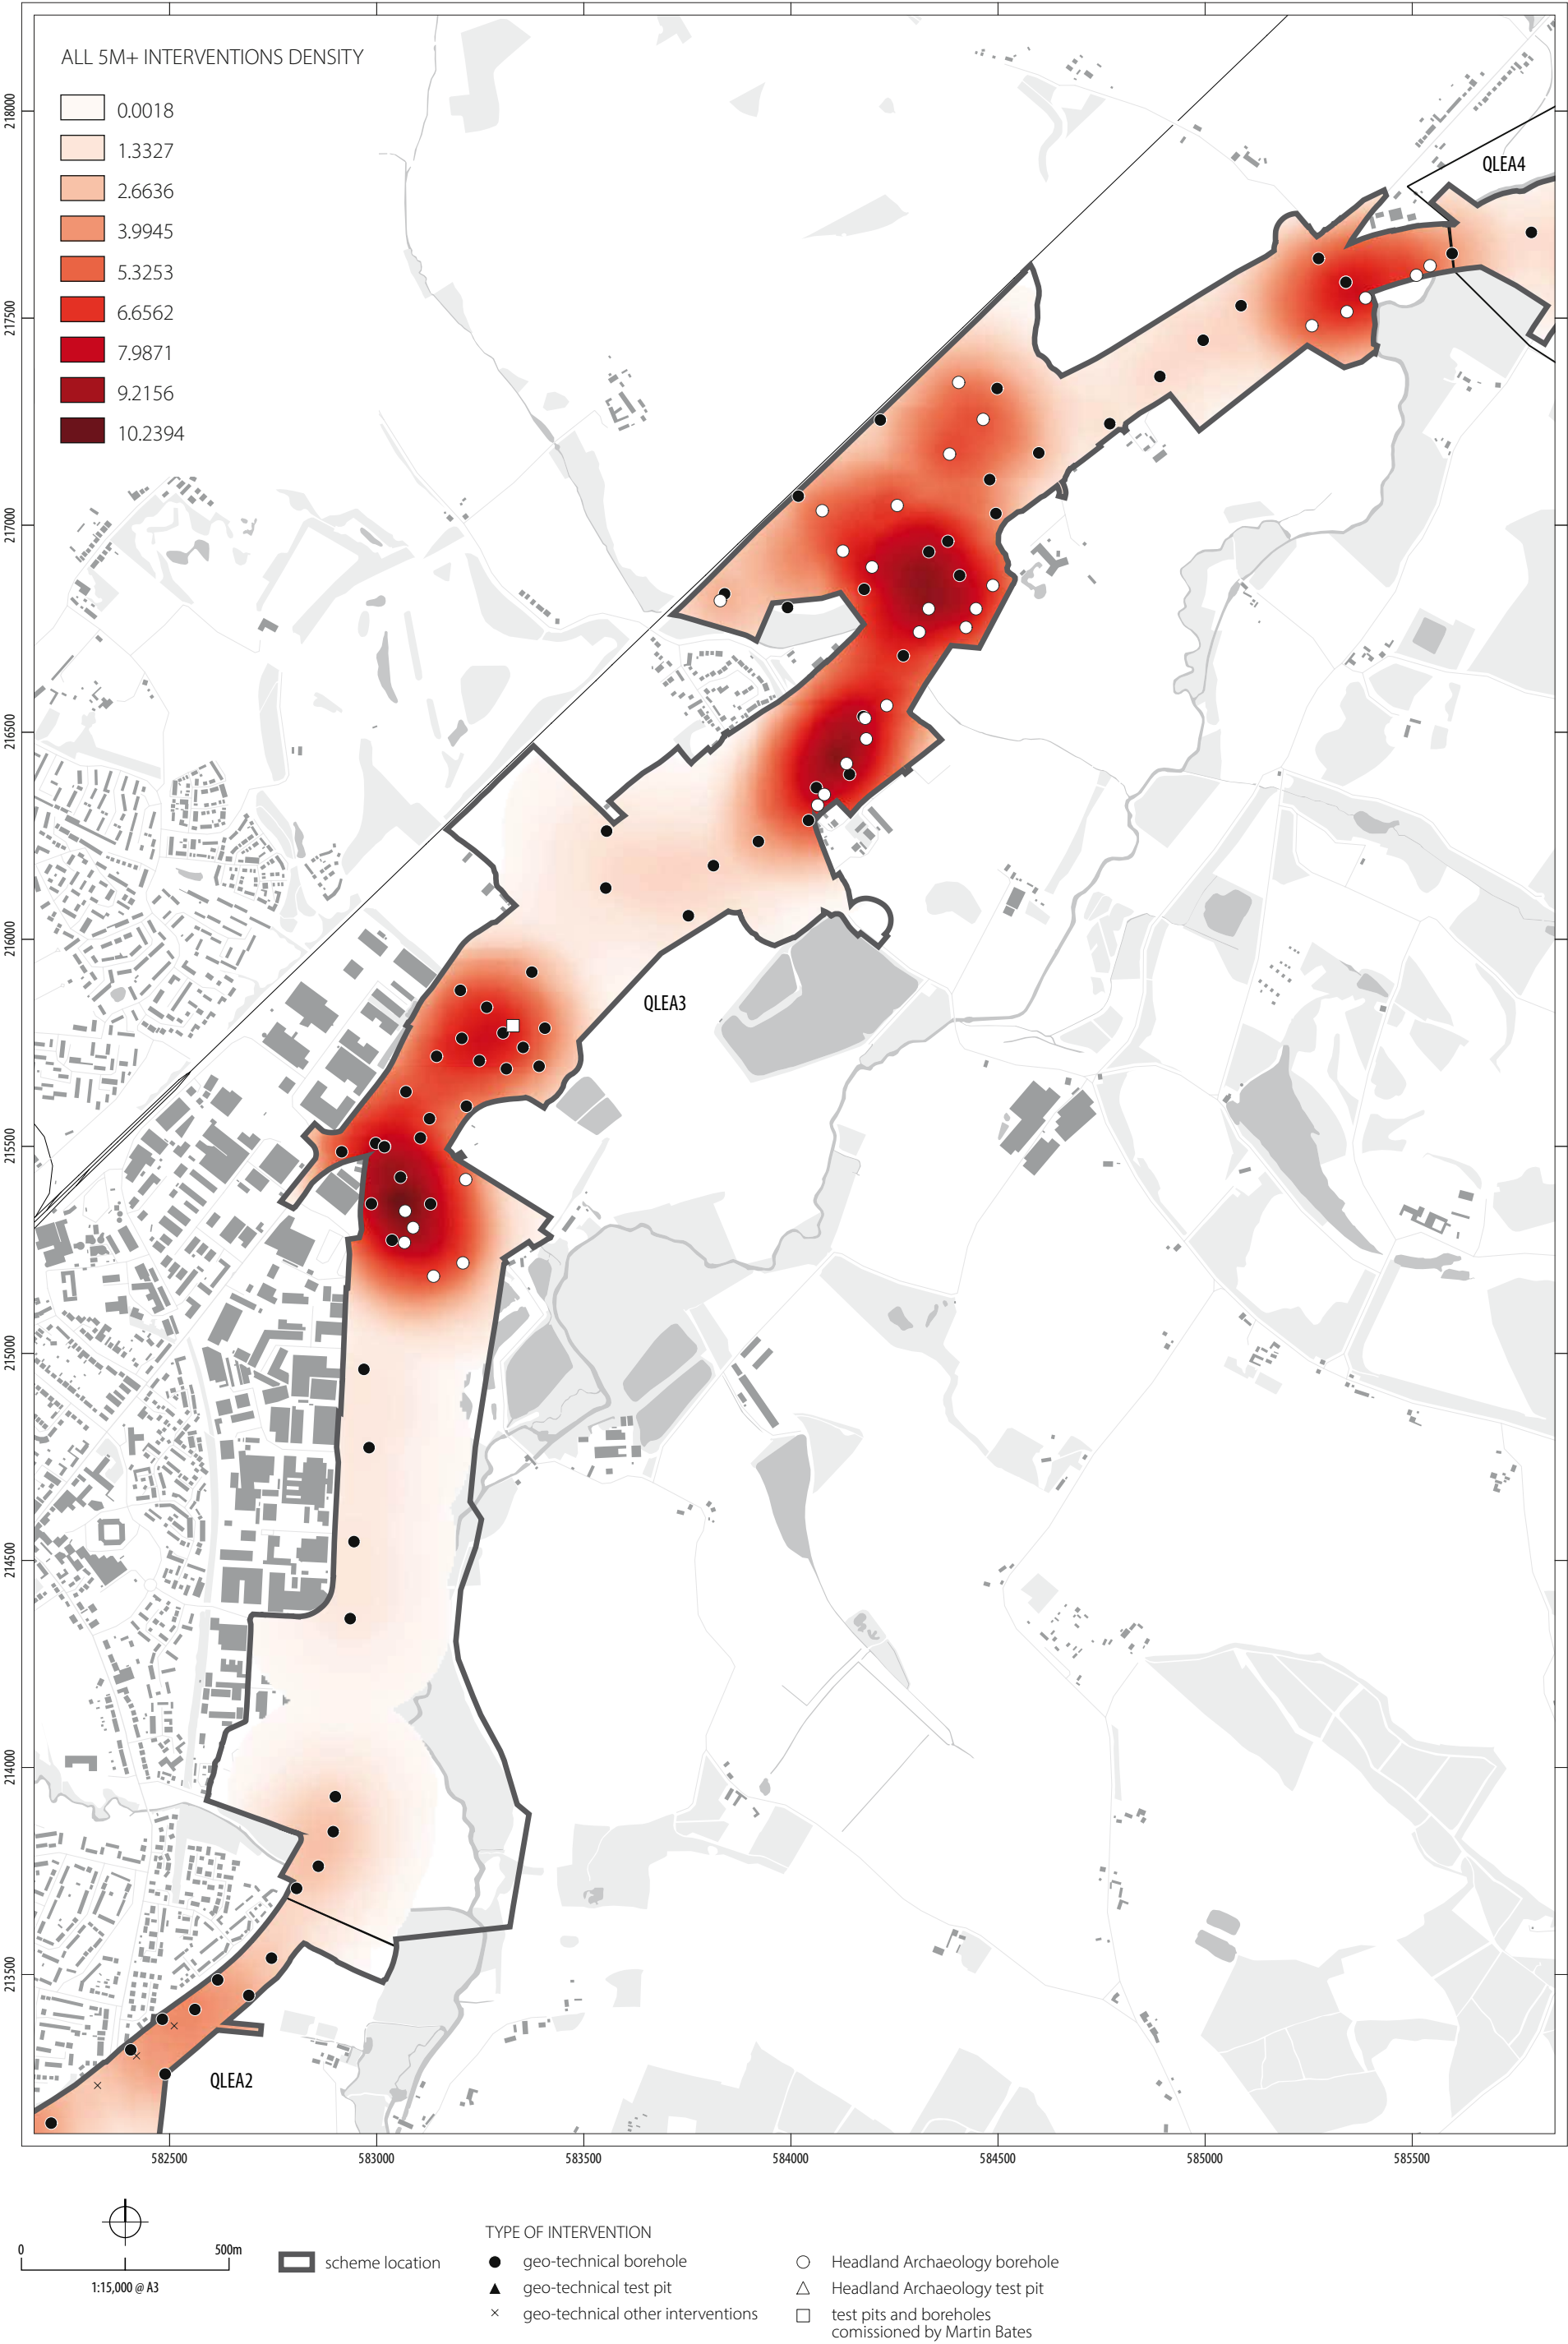 ALL 5M+ INTERVENTIONS DENSITY
0.0018
1.3327
2.6636
3.9945
5.3253
6.6562
7.9871
9.2156
10.2394
218000
217500
217000
216500
216000
215500
215000
214500
214000
213500
QLEA4
QLEA3
QLEA2
582500 583000 583500 584000 584500 585000 585500
0 500m
1:15,000 @ A3
scheme location
TYPE OF INTERVENTION
geo-technical borehole
geo-technical test pit
geo-technical other interventions
Headland Archaeology borehole
Headland Archaeology test pit
test pits and boreholes
comissioned by Martin Bates